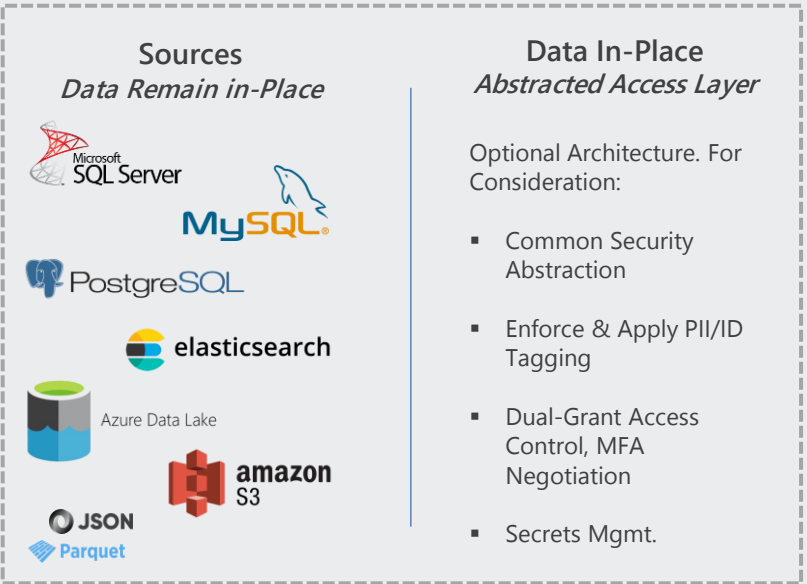 Sources
Data Remain in-Place
Microsoft
SQL Server
MySQL®
PostgreSQL
elasticsearch
Azure Data Lake
amazon
S3
JSON
Parquet
Data In-Place
Abstracted Access Layer
Optional Architecture. For
Consideration:
▪ Common Security
Abstraction
▪ Enforce & Apply PII/ID
Tagging
▪ Dual-Grant Access
Control, MFA
Negotiation
▪ Secrets Mgmt.